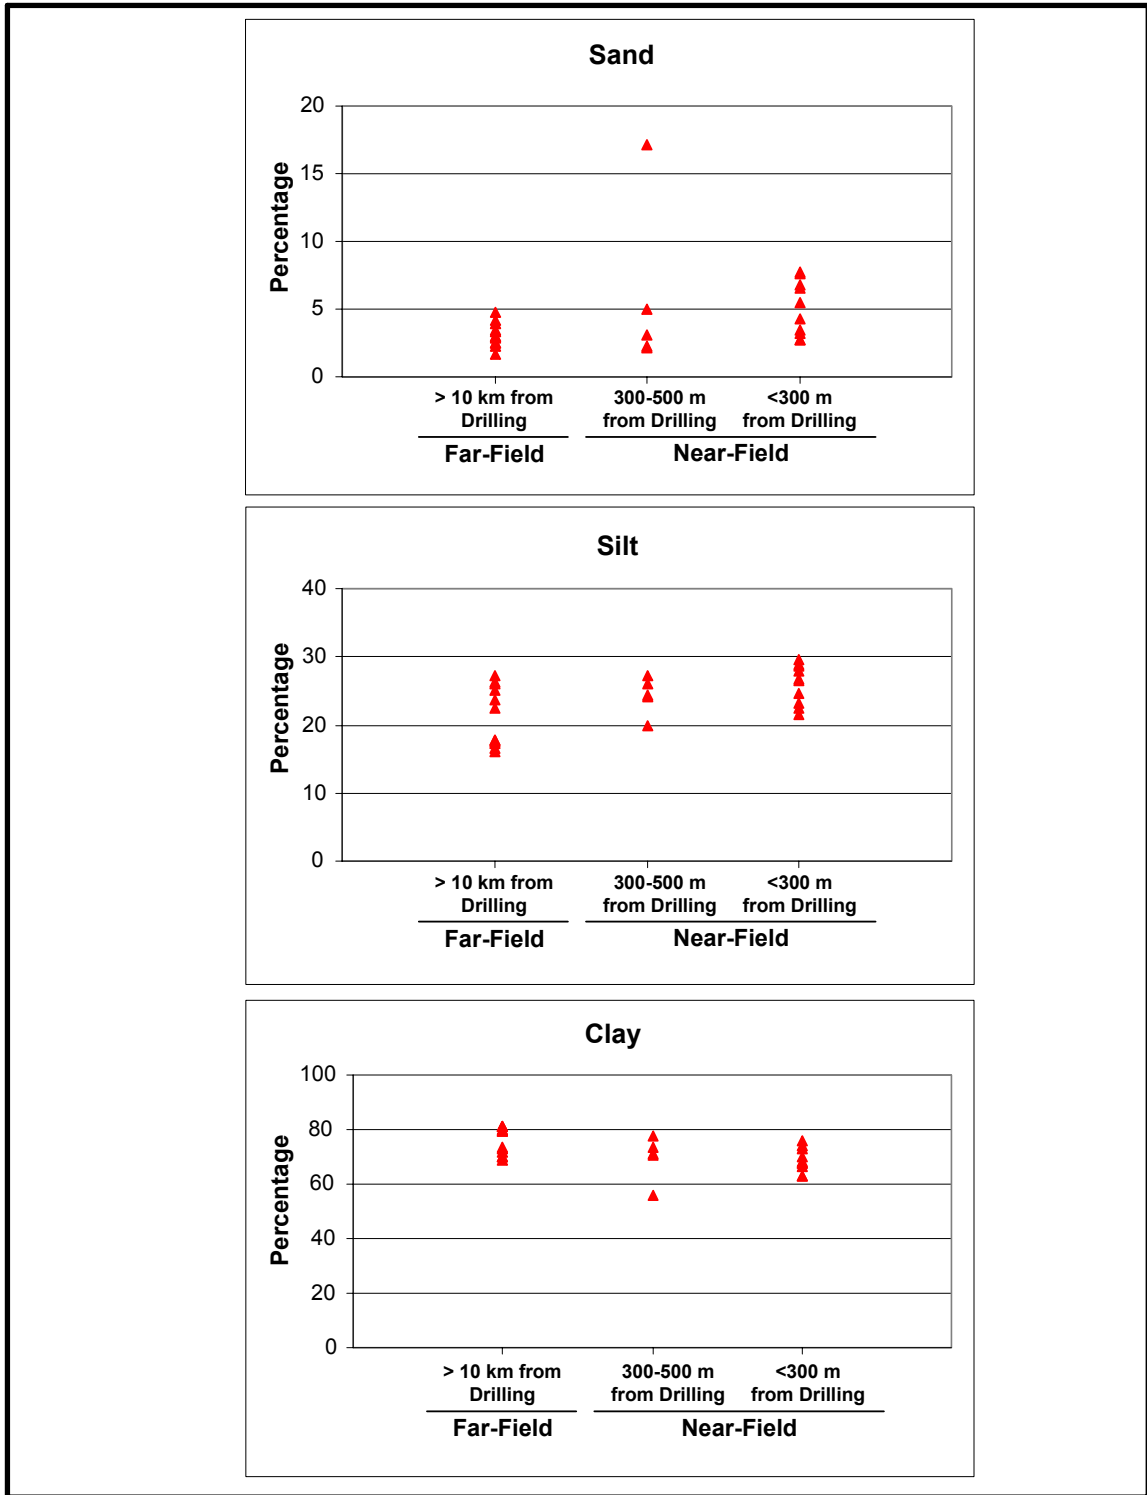 Sand
20
15
10
5
0
Percentage
> 10 km from 300-500 m <300 m
Drilling from Drilling from Drilling
Far-Field Near-Field
Silt
40
30
20
10
0
Percentage
> 10 km from 300-500 m <300 m
Drilling from Drilling from Drilling
Far-Field Near-Field
Clay
100
80
60
40
20
0
Percentage
> 10 km from 300-500 m <300 m
Drilling from Drilling from Drilling
Far-Field Near-Field